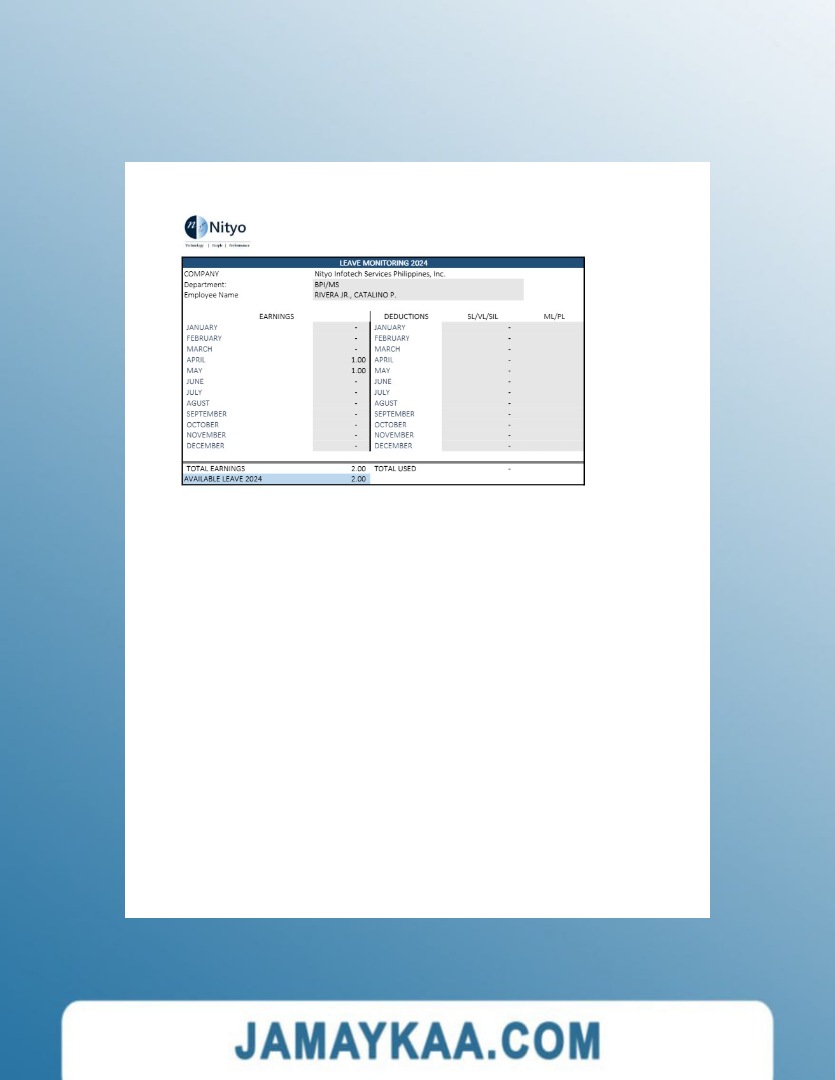 n Nityo
Technology | People | Performance
LEAVE MONITORING 2024
COMPANY Nityo Infotech Services Philippines, Inc.
Department: BPI/MS
Employee Name RIVERA JR., CATALINO P.
EARNINGS DEDUCTIONS SL/VL/SIL ML/PL
JANUARY - JANUARY -
FEBRUARY - FEBRUARY -
MARCH - MARCH -
APRIL 1.00 APRIL -
MAY 1.00 MAY -
JUNE - JUNE -
JULY - JULY -
AGUST - AGUST -
SEPTEMBER - SEPTEMBER -
OCTOBER - OCTOBER -
NOVEMBER - NOVEMBER -
DECEMBER - DECEMBER -
TOTAL EARNINGS 2.00 TOTAL USED -
AVAILABLE LEAVE 2024 2.00
JAMAYKAA.COM